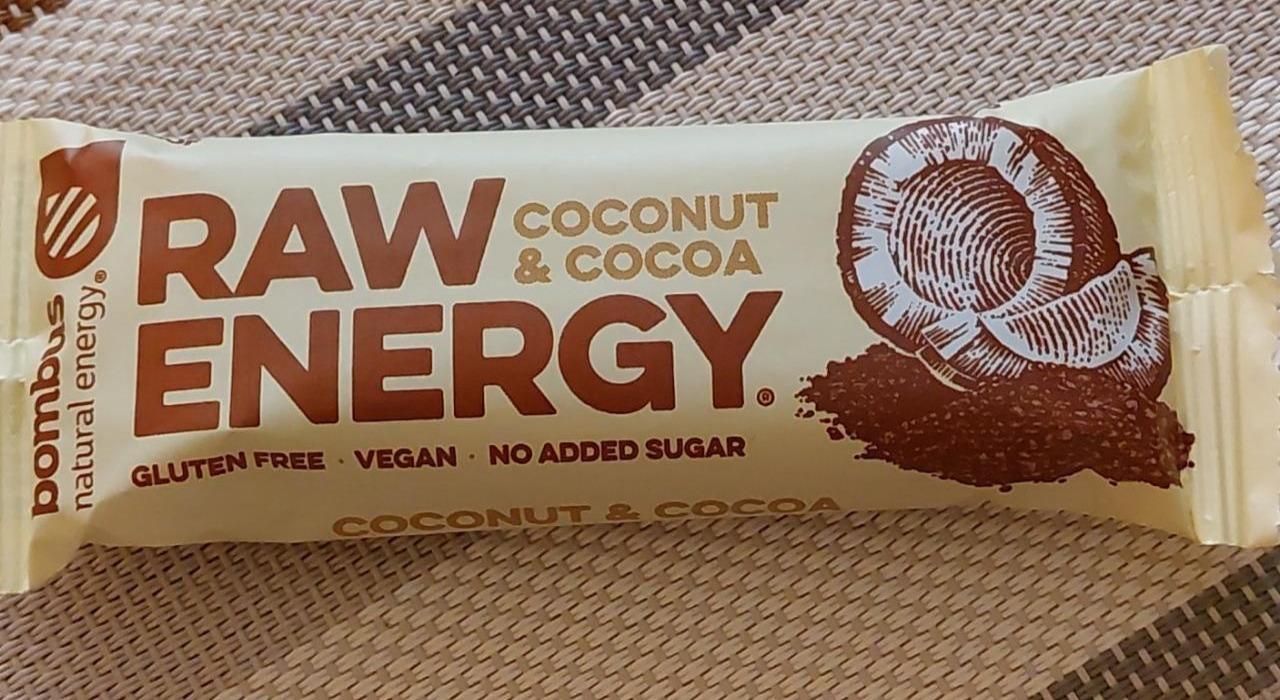 bombus
natural energy®
RAW
COCONUT
& COCOA
ENERGY®
GLUTEN FREE · VEGAN · NO ADDED SUGAR
COCONUT & COCOA